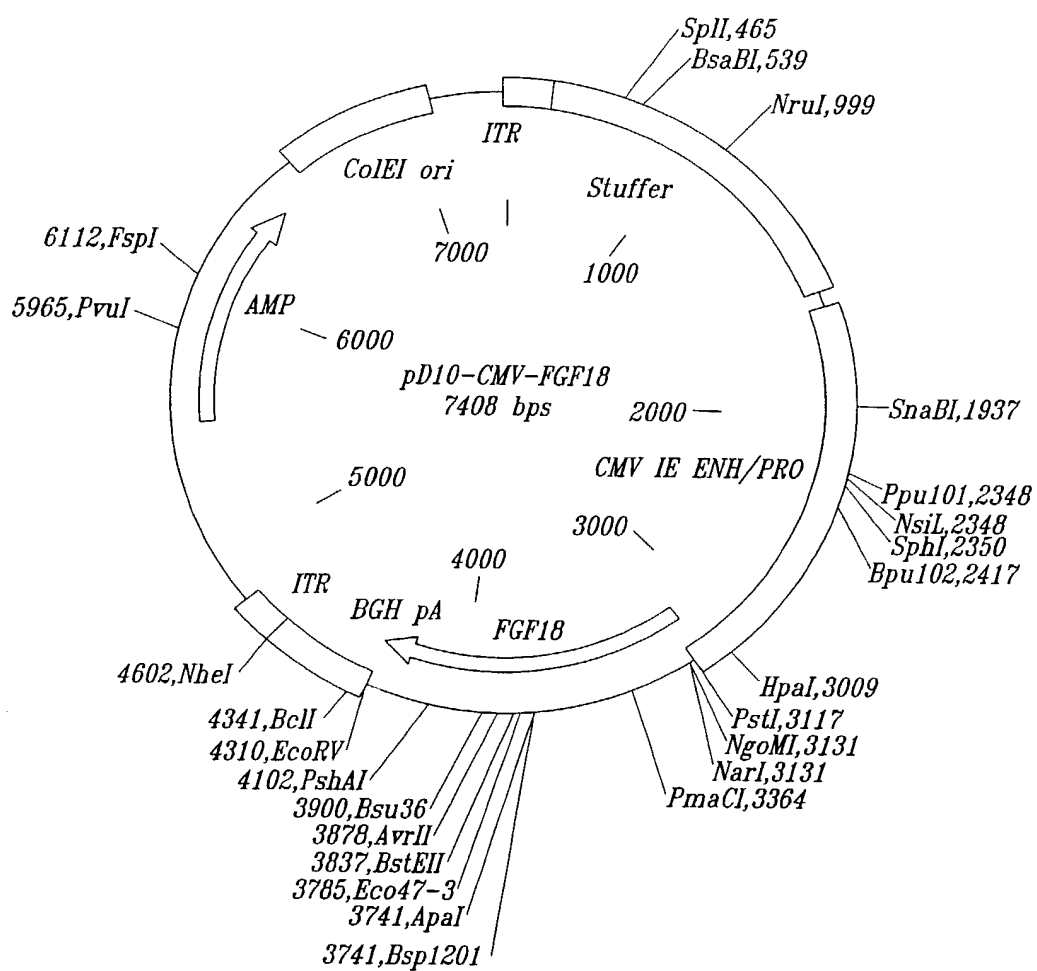 SplI,465
BsaBI,539
NruI,999
ITR
ColEI ori
Stuffer
7000
1000
6112,FspI
5965,PvuI
AMP
6000
pD10-CMV-FGF18
7408 bps
2000
SnaBI,1937
CMV IE ENH/PRO
5000
Ppu101,2348
NsiL,2348
SphI,2350
Bpu102,2417
3000
4000
ITR
BGH pA
FGF18
4602,NheI
HpaI,3009
4341,BclI
PstI,3117
4310,EcoRV
NgoMI,3131
4102,PshAI
NarI,3131
3900,Bsu36
PmaCI,3364
3878,AvrII
3837,BstEII
3785,Eco47-3
3741,ApaI
3741,Bsp1201